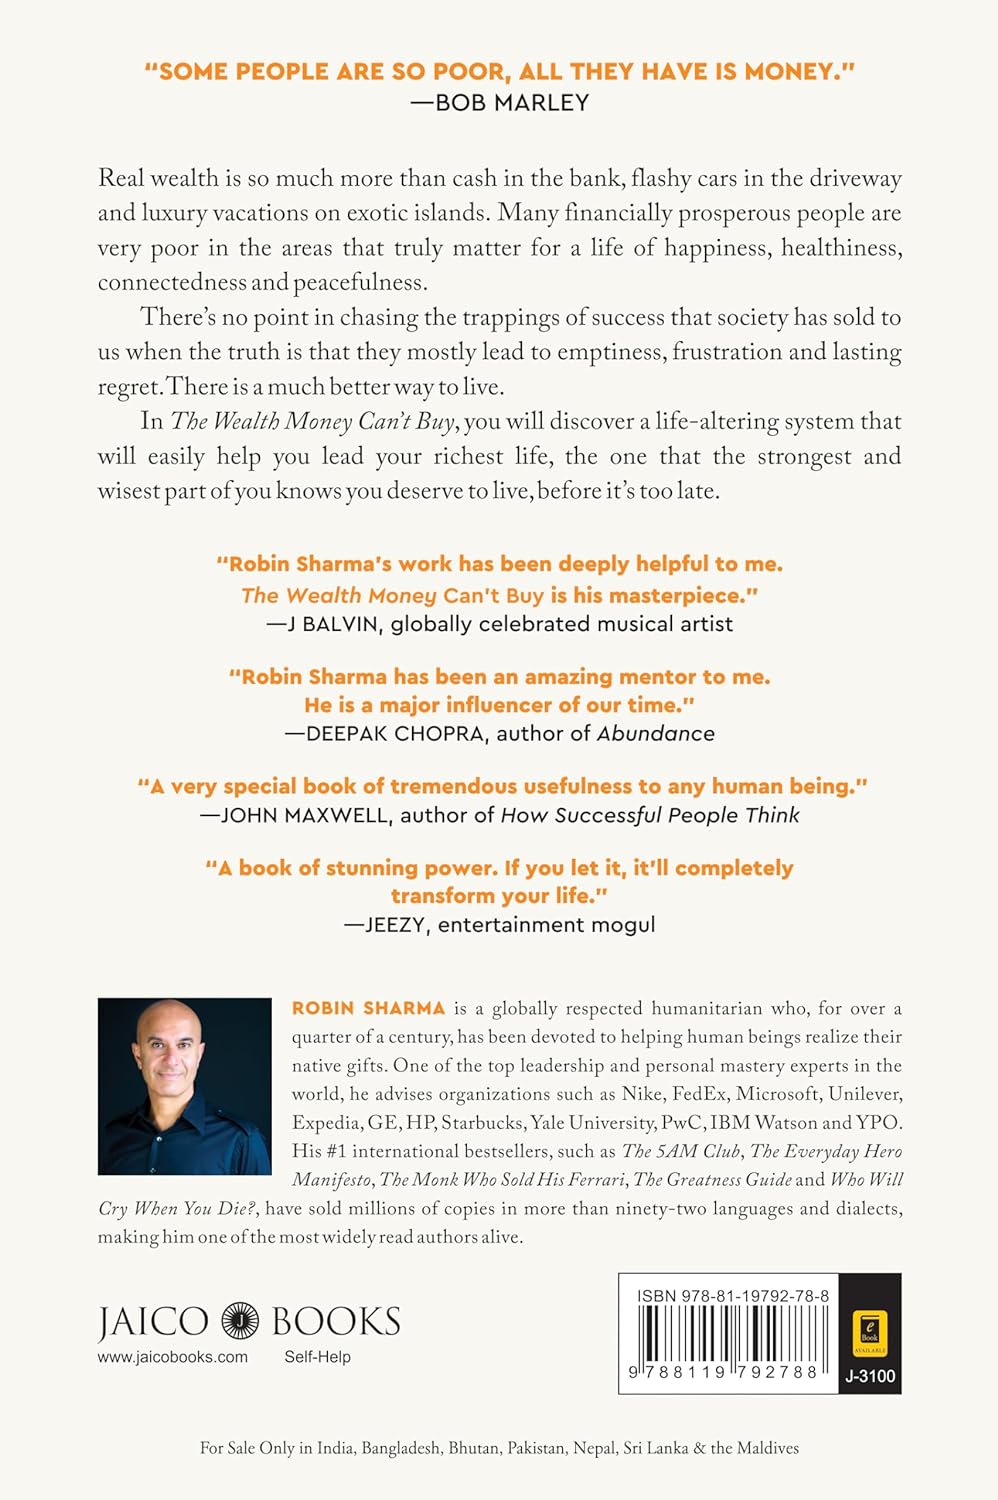 “SOME PEOPLE ARE SO POOR, ALL THEY HAVE IS MONEY.”
—BOB MARLEY
Real wealth is so much more than cash in the bank, flashy cars in the driveway
and luxury vacations on exotic islands. Many financially prosperous people are
very poor in the areas that truly matter for a life of happiness, healthiness,
connectedness and peacefulness.
There’s no point in chasing the trappings of success that society has sold to
us when the truth is that they mostly lead to emptiness, frustration and lasting
regret. There is a much better way to live.
In The Wealth Money Can’t Buy, you will discover a life-altering system that
will easily help you lead your richest life, the one that the strongest and
wisest part of you knows you deserve to live, before it’s too late.
“Robin Sharma’s work has been deeply helpful to me.
The Wealth Money Can’t Buy is his masterpiece.”
—J BALVIN, globally celebrated musical artist
“Robin Sharma has been an amazing mentor to me.
He is a major influencer of our time.”
—DEEPAK CHOPRA, author of Abundance
“A very special book of tremendous usefulness to any human being.”
—JOHN MAXWELL, author of How Successful People Think
“A book of stunning power. If you let it, it’ll completely
transform your life.”
—JEEZY, entertainment mogul
ROBIN SHARMA is a globally respected humanitarian who, for over a
quarter of a century, has been devoted to helping human beings realize their
native gifts. One of the top leadership and personal mastery experts in the
world, he advises organizations such as Nike, FedEx, Microsoft, Unilever,
Expedia, GE, HP, Starbucks, Yale University, PwC, IBM Watson and YPO.
His #1 international bestsellers, such as The 5AM Club, The Everyday Hero
Manifesto, The Monk Who Sold His Ferrari, The Greatness Guide and Who Will
Cry When You Die?, have sold millions of copies in more than ninety-two languages and dialects,
making him one of the most widely read authors alive.
JAICO J BOOKS
www.jaicobooks.com Self-Help
ISBN 978-81-19792-78-8
9 788119 792788
e
Book
AVAILABLE
J-3100
For Sale Only in India, Bangladesh, Bhutan, Pakistan, Nepal, Sri Lanka & the Maldives